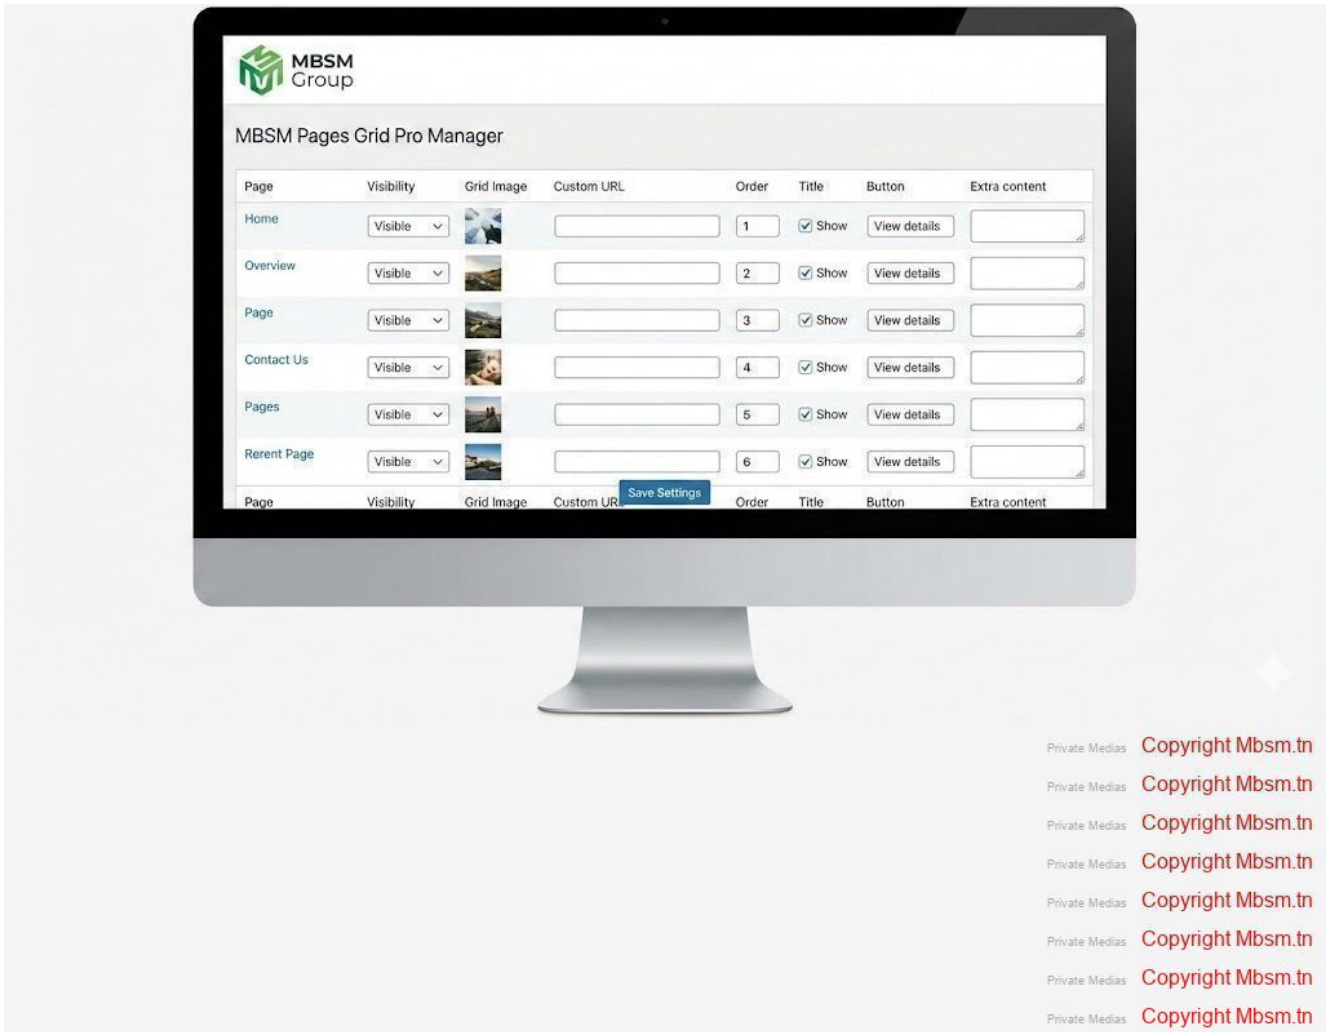 MBSM
Group
MBSM Pages Grid Pro Manager
Page Visibility Grid Image Custom URL Order Title Button Extra content
Home Visible 1 Show View details
Overview Visible 2 Show View details
Page Visible 3 Show View details
Contact Us Visible 4 Show View details
Pages Visible 5 Show View details
Rerent Page Visible 6 Show View details
Save Settings
Page Visibility Grid Image Custom URL Order Title Button Extra content
Private Medias Copyright Mbsm.tn
Private Medias Copyright Mbsm.tn
Private Medias Copyright Mbsm.tn
Private Medias Copyright Mbsm.tn
Private Medias Copyright Mbsm.tn
Private Medias Copyright Mbsm.tn
Private Medias Copyright Mbsm.tn
Private Medias Copyright Mbsm.tn